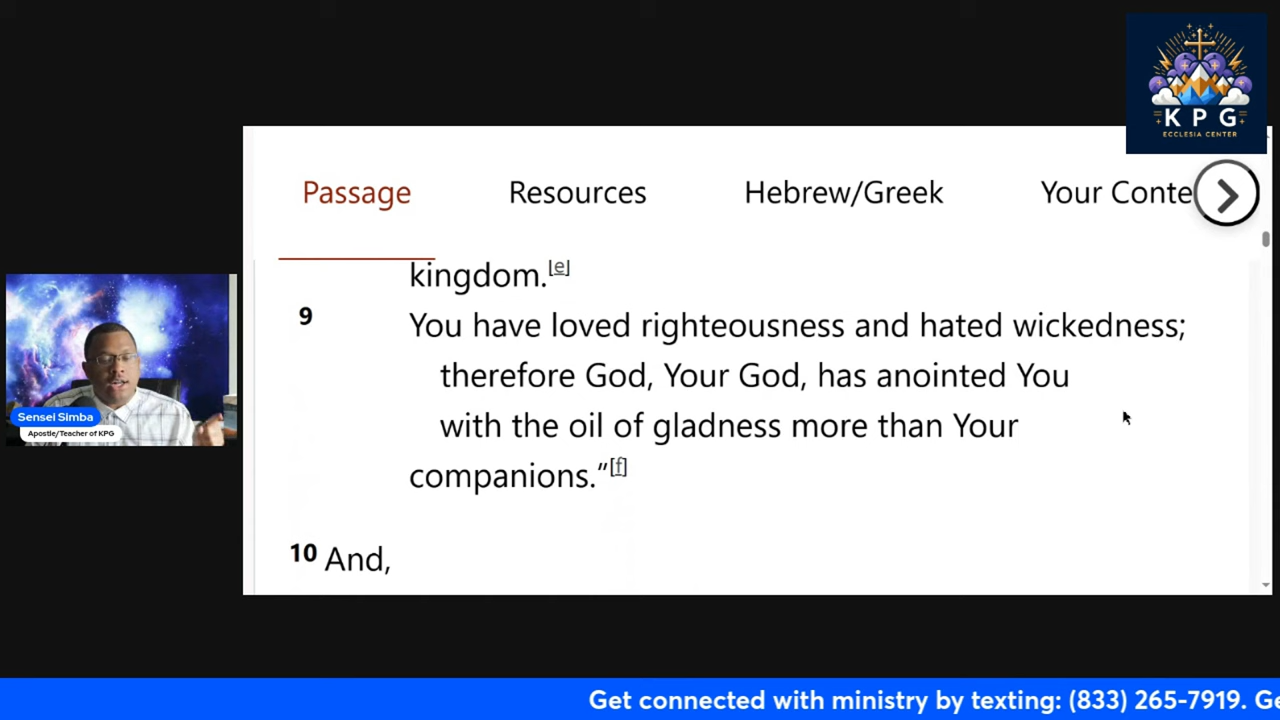 K P G
ECCLESIA CENTER
Passage Resources Hebrew/Greek Your Conte
kingdom.[e]
9 You have loved righteousness and hated wickedness;
therefore God, Your God, has anointed You
with the oil of gladness more than Your
companions.”[f]
10 And,
Sensei Simba
Apostle/Teacher of KPG
Get connected with ministry by texting: (833) 265-7919. Ge